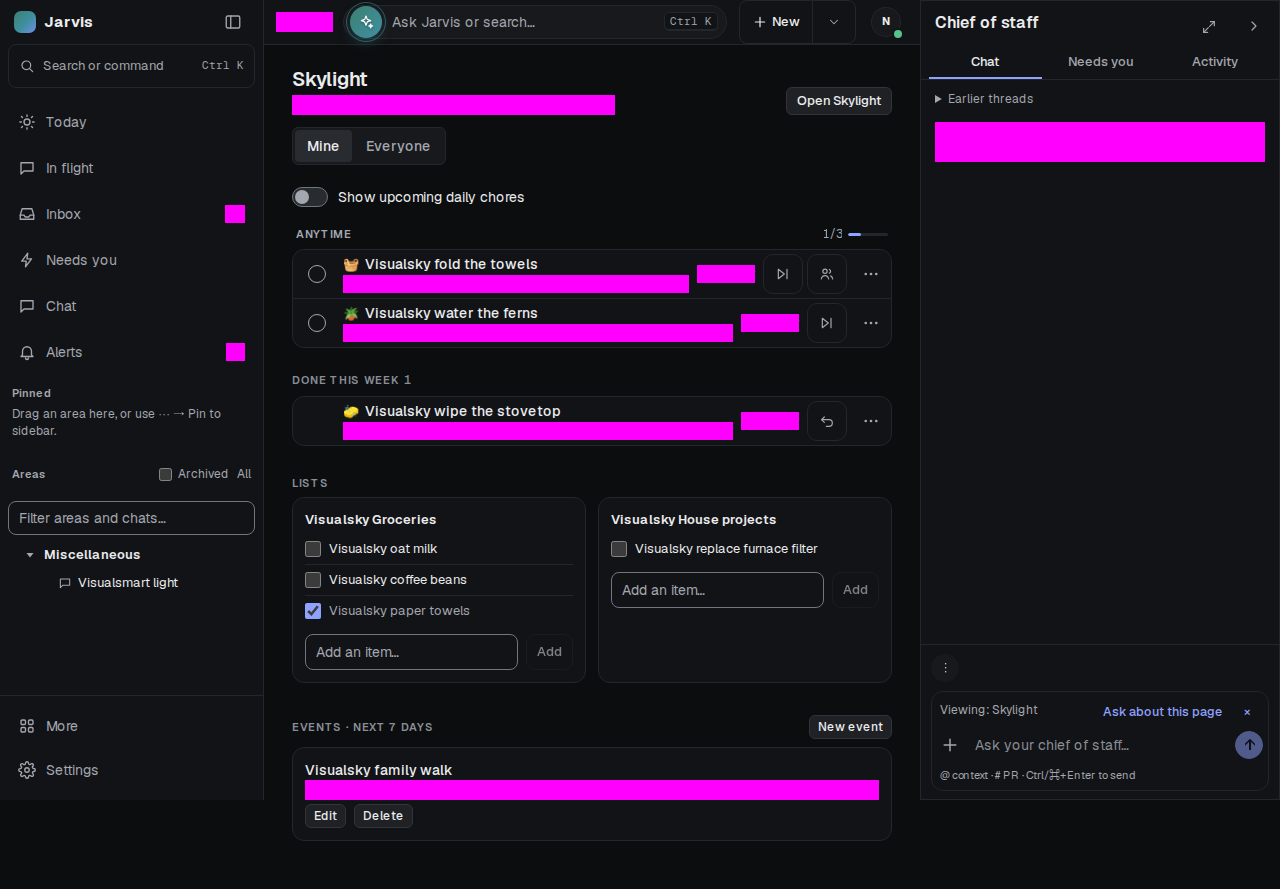 Jarvis
Search or command Ctrl K
Today
In flight
Inbox
Needs you
Chat
Alerts
Pinned
Drag an area here, or use ··· → Pin to
sidebar.
Areas Archived All
Filter areas and chats…
Miscellaneous
Visualsmart light
More
Settings
Ask Jarvis or search… Ctrl K
New
N
Skylight
Open Skylight
Mine Everyone
Show upcoming daily chores
ANYTIME 1/3
Visualsky fold the towels
Visualsky water the ferns
DONE THIS WEEK 1
Visualsky wipe the stovetop
LISTS
Visualsky Groceries
Visualsky oat milk
Visualsky coffee beans
Visualsky paper towels
Add an item… Add
Visualsky House projects
Visualsky replace furnace filter
Add an item… Add
EVENTS · NEXT 7 DAYS New event
Visualsky family walk
Edit Delete
Chief of staff
Chat Needs you Activity
Earlier threads
Viewing: Skylight Ask about this page ×
Ask your chief of staff…
@ context · # PR · Ctrl/⌘+Enter to send